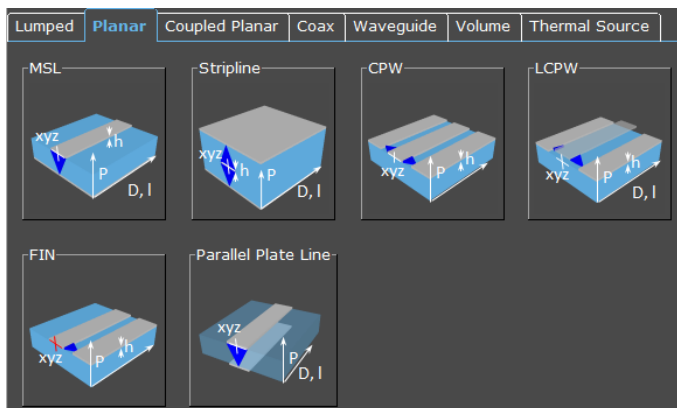 Lumped Planar Coupled Planar Coax Waveguide Volume Thermal Source
MSL Stripline CPW LCPW
xyz h P D, l
xyz h P D, l
xyz h P
xyz h P D, l
FIN Parallel Plate Line
xyz h P
xyz P D, l